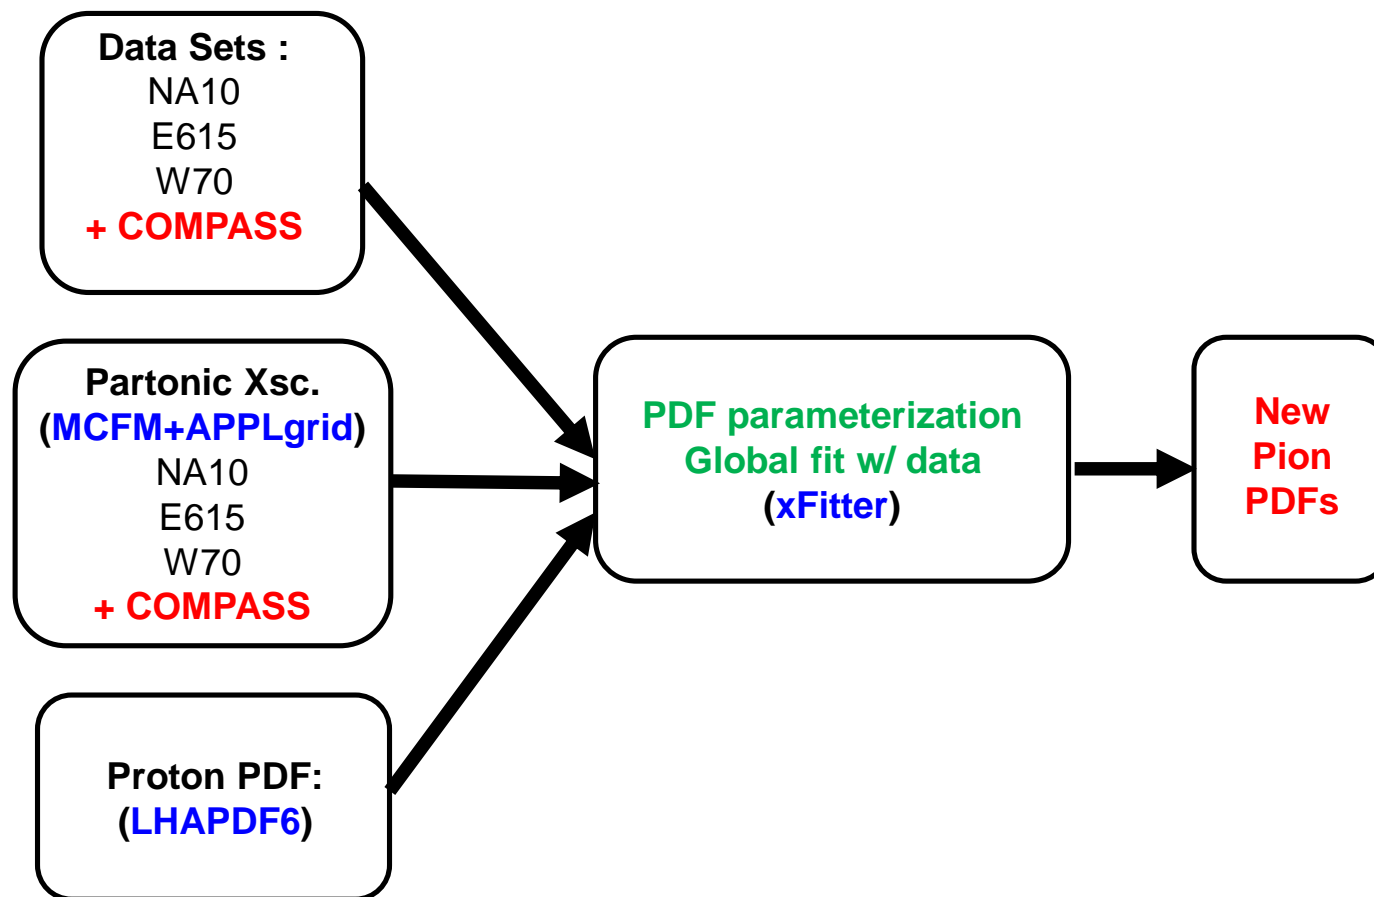 Data Sets :
NA10
E615
W70
+ COMPASS
Partonic Xsc.
(MCFM+APPLgrid)
NA10
E615
W70
+ COMPASS
Proton PDF:
(LHAPDF6)
PDF parameterization
Global fit w/ data
(xFitter)
New
Pion
PDFs